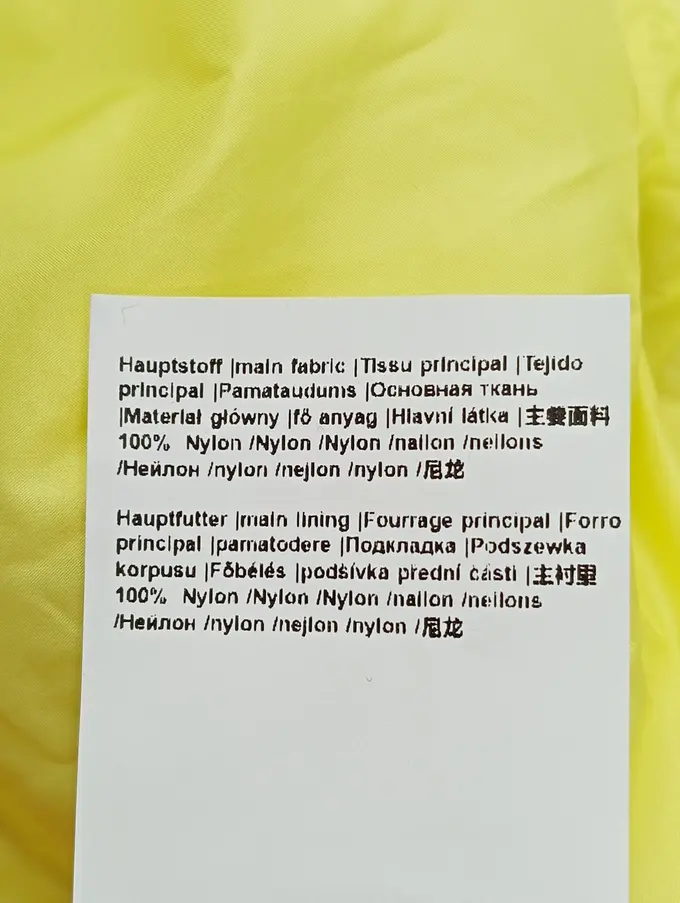 Hauptstoff |main fabric |Tissu principal |Tejido
principal |Pamataudums |Основная ткань
|Materiał główny |fő anyag |Hlavní látka |主要面料
100% Nylon /Nylon /Nylon /nailon /neilons
/Нейлон /nylon /nejlon /nylon /尼龙
Hauptfutter |main lining |Fourrage principal |Forro
principal |pamatodere |Подкладка |Podszewka
korpusu |Főbélés |podšívka přední části |主衬里
100% Nylon /Nylon /Nylon /nailon /neilons
/Нейлон /nylon /nejlon /nylon /尼龙